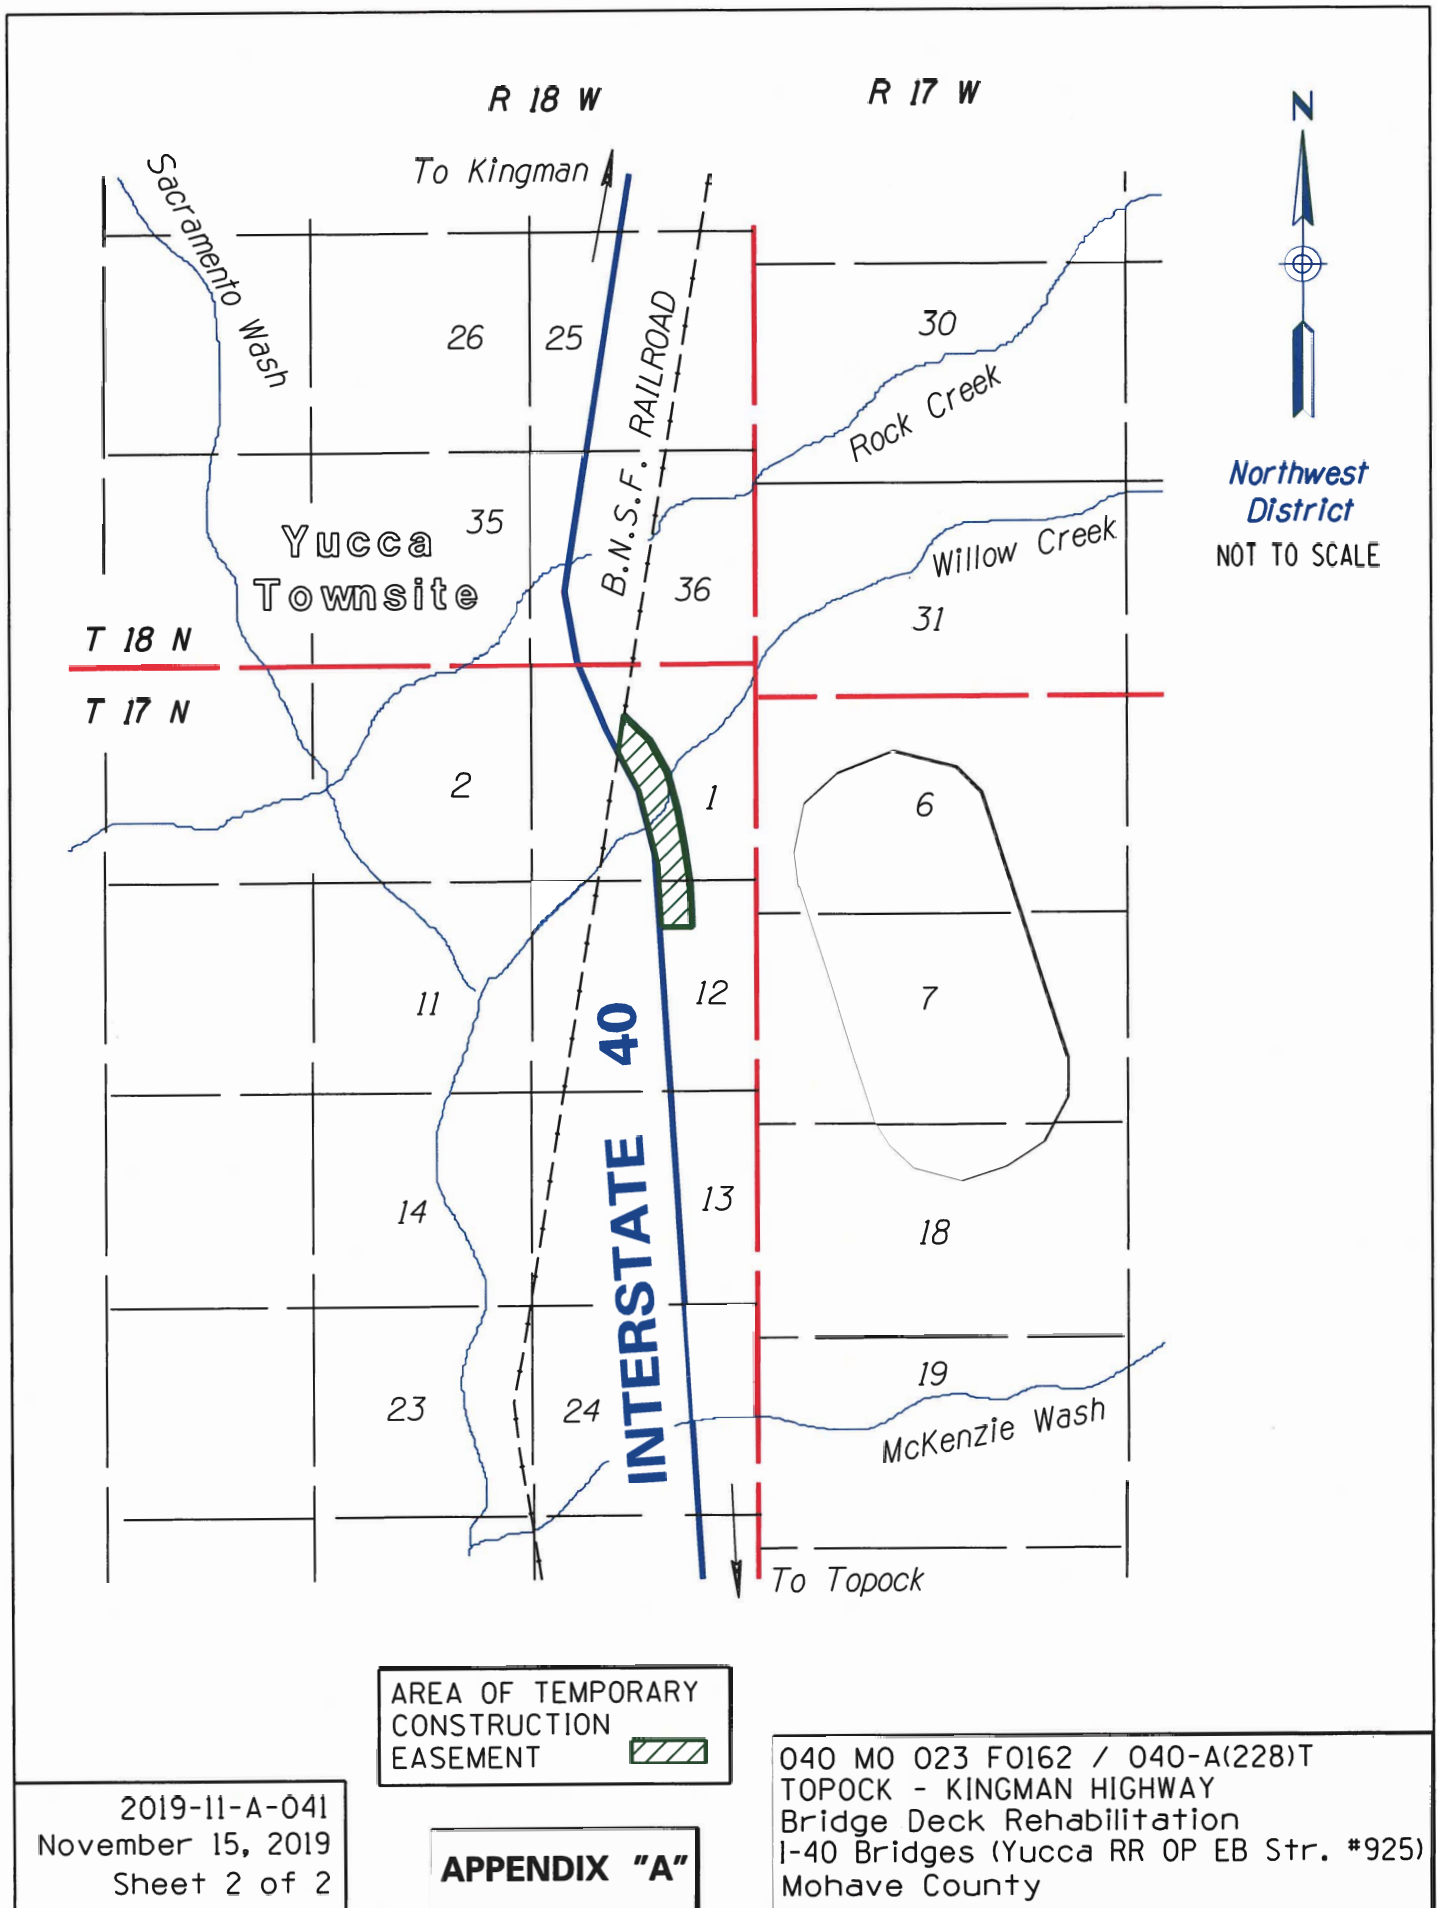 R 18 W
R 17 W
N
To Kingman
Sacramento Wash
26
25
30
B.N.S.F. RAILROAD
Rock Creek
Northwest
District
NOT TO SCALE
35
Yucca
Townsite
Willow Creek
36
31
T 18 N
T 17 N
2
1
6
11
12
7
INTERSTATE 40
14
13
18
23
24
19
McKenzie Wash
To Topock
AREA OF TEMPORARY
CONSTRUCTION
EASEMENT
2019-11-A-041
November 15, 2019
Sheet 2 of 2
APPENDIX "A"
040 MO 023 F0162 / 040-A(228)T
TOPOCK - KINGMAN HIGHWAY
Bridge Deck Rehabilitation
I-40 Bridges (Yucca RR OP EB Str. #925)
Mohave County